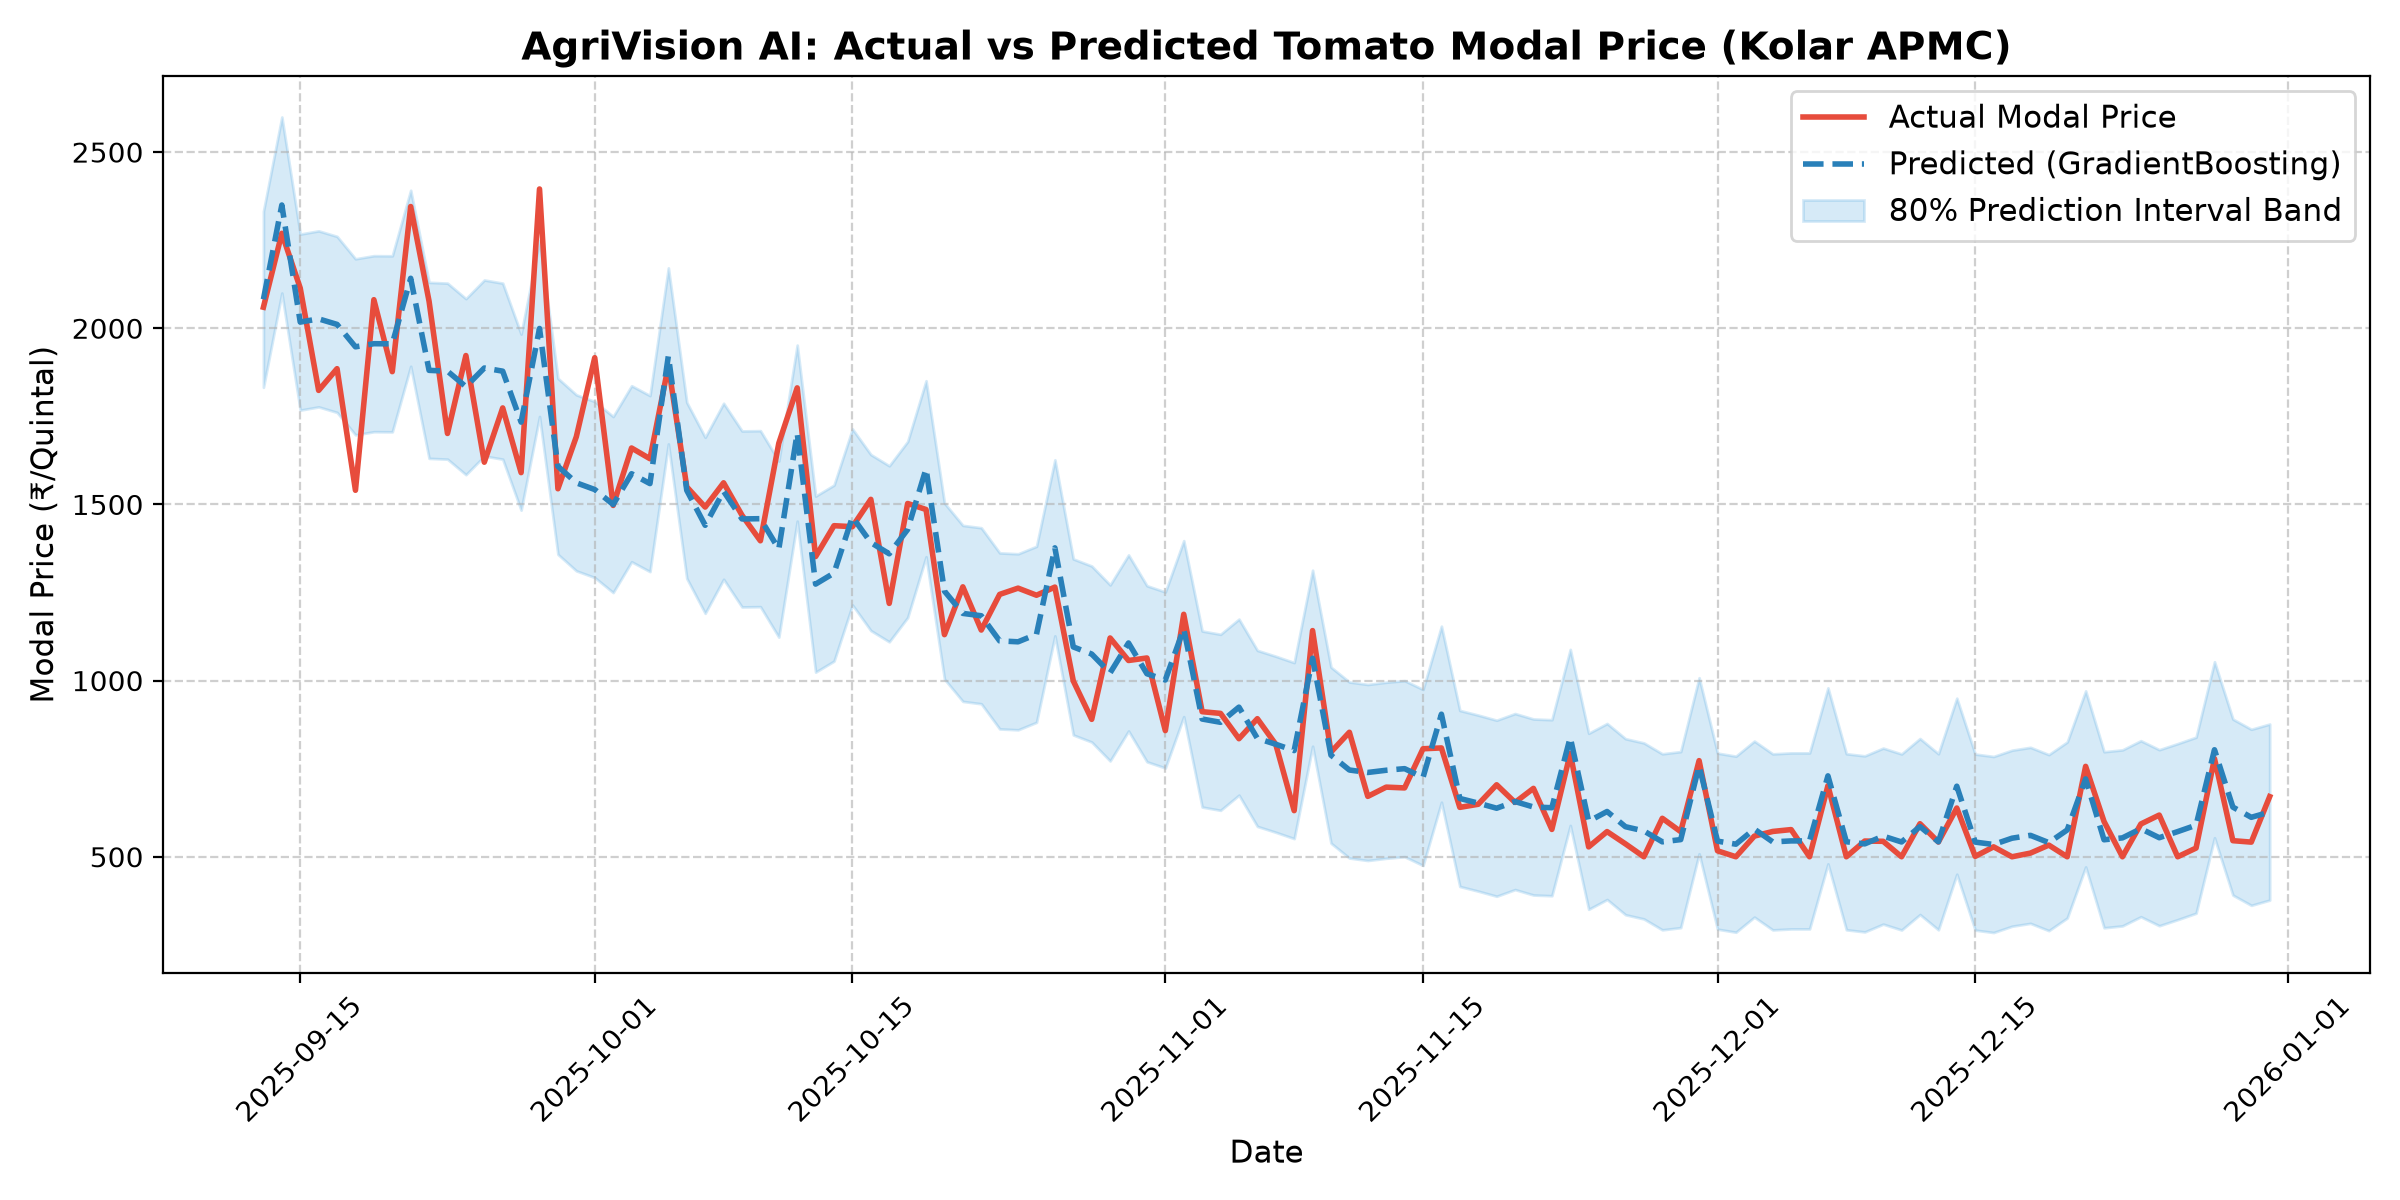 AgriVision AI: Actual vs Predicted Tomato Modal Price (Kolar APMC)
Actual Modal Price
Predicted (GradientBoosting)
80% Prediction Interval Band
Modal Price (₹/Quintal)
2500
2000
1500
1000
500
2025-09-15
2025-10-01
2025-10-15
2025-11-01
2025-11-15
2025-12-01
2025-12-15
2026-01-01
Date